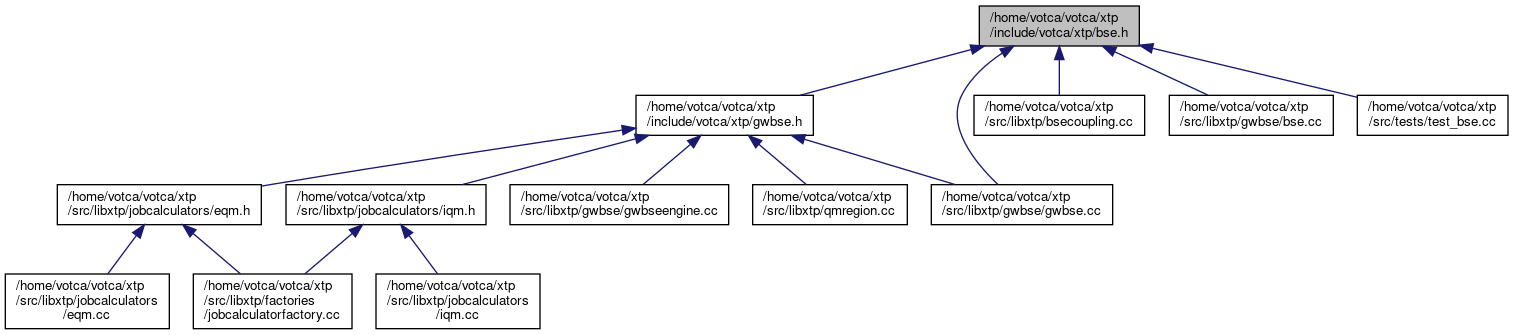 /home/votca/votca/xtp
/include/votca/xtp/bse.h
/home/votca/votca/xtp
/include/votca/xtp/gwbse.h
/home/votca/votca/xtp
/src/libxtp/bsecoupling.cc
/home/votca/votca/xtp
/src/libxtp/gwbse/bse.cc
/home/votca/votca/xtp
/src/tests/test_bse.cc
/home/votca/votca/xtp
/src/libxtp/jobcalculators/eqm.h
/home/votca/votca/xtp
/src/libxtp/jobcalculators/iqm.h
/home/votca/votca/xtp
/src/libxtp/gwbse/gwbseengine.cc
/home/votca/votca/xtp
/src/libxtp/qmregion.cc
/home/votca/votca/xtp
/src/libxtp/gwbse/gwbse.cc
/home/votca/votca/xtp
/src/libxtp/jobcalculators
/eqm.cc
/home/votca/votca/xtp
/src/libxtp/factories
/jobcalculatorfactory.cc
/home/votca/votca/xtp
/src/libxtp/jobcalculators
/iqm.cc